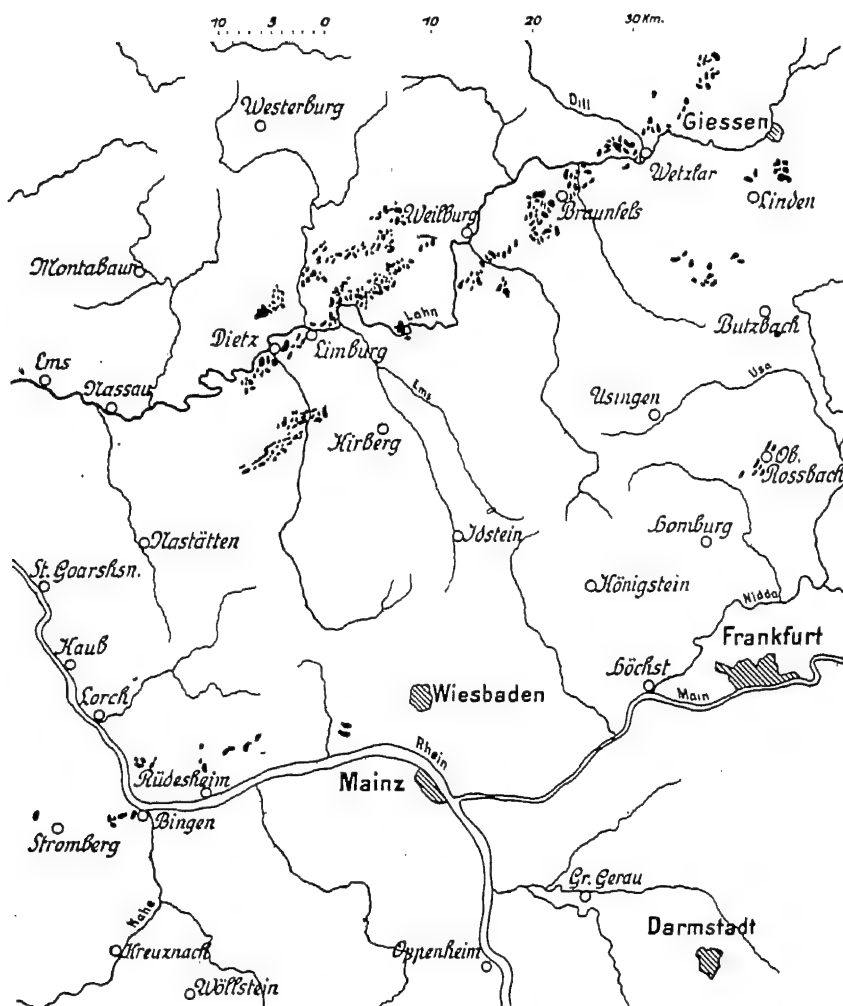 10 5 0 10 20 30 Km.
Westerburg
Dill
Giessen
Wetzlar
Linden
Braunfels
Weilburg
Montabaur
Lahn
Butzbach
Dietz
Limburg
Ems
Usa
Nassau
Ems
Usingen
Kirberg
Ob.
Rossbach
Nastätten
Idstein
Homburg
St. Goarshsn.
Königstein
Nidda
Kaub
Frankfurt
Höchst
Lorch
Wiesbaden
Main
Rhein
Rüdesheim
Mainz
Bingen
Stromberg
Gr. Gerau
Nahe
Darmstadt
Kreuznach
Oppenheim
Wöllstein